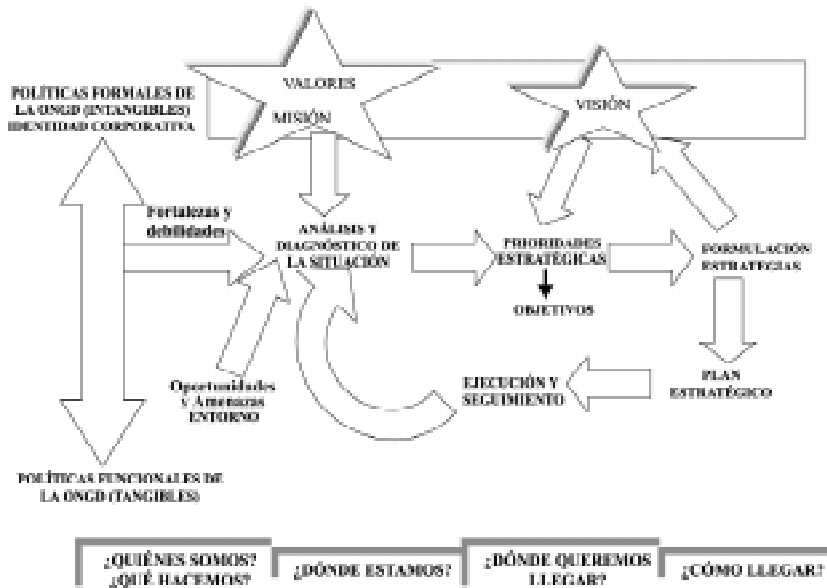 VALORES
MISIÓN
VISIÓN
POLÍTICAS FORMALES DE
LA ONGD (INTANGIBLES)
IDENTIDAD CORPORATIVA
Fortalezas y
debilidades
ANÁLISIS Y
DIAGNÓSTICO DE
LA SITUACIÓN
PRIORIDADES
ESTRATÉGICAS
FORMULACIÓN
ESTRATEGIAS
OBJETIVOS
Oportunidades
y Amenazas
ENTORNO
EJECUCIÓN Y
SEGUIMIENTO
PLAN
ESTRATÉGICO
POLÍTICAS FUNCIONALES DE
LA ONGD (TANGIBLES)
¿QUIÉNES SOMOS?
¿QUÉ HACEMOS?
¿DÓNDE ESTAMOS?
¿DÓNDE QUEREMOS
LLEGAR?
¿CÓMO LLEGAR?